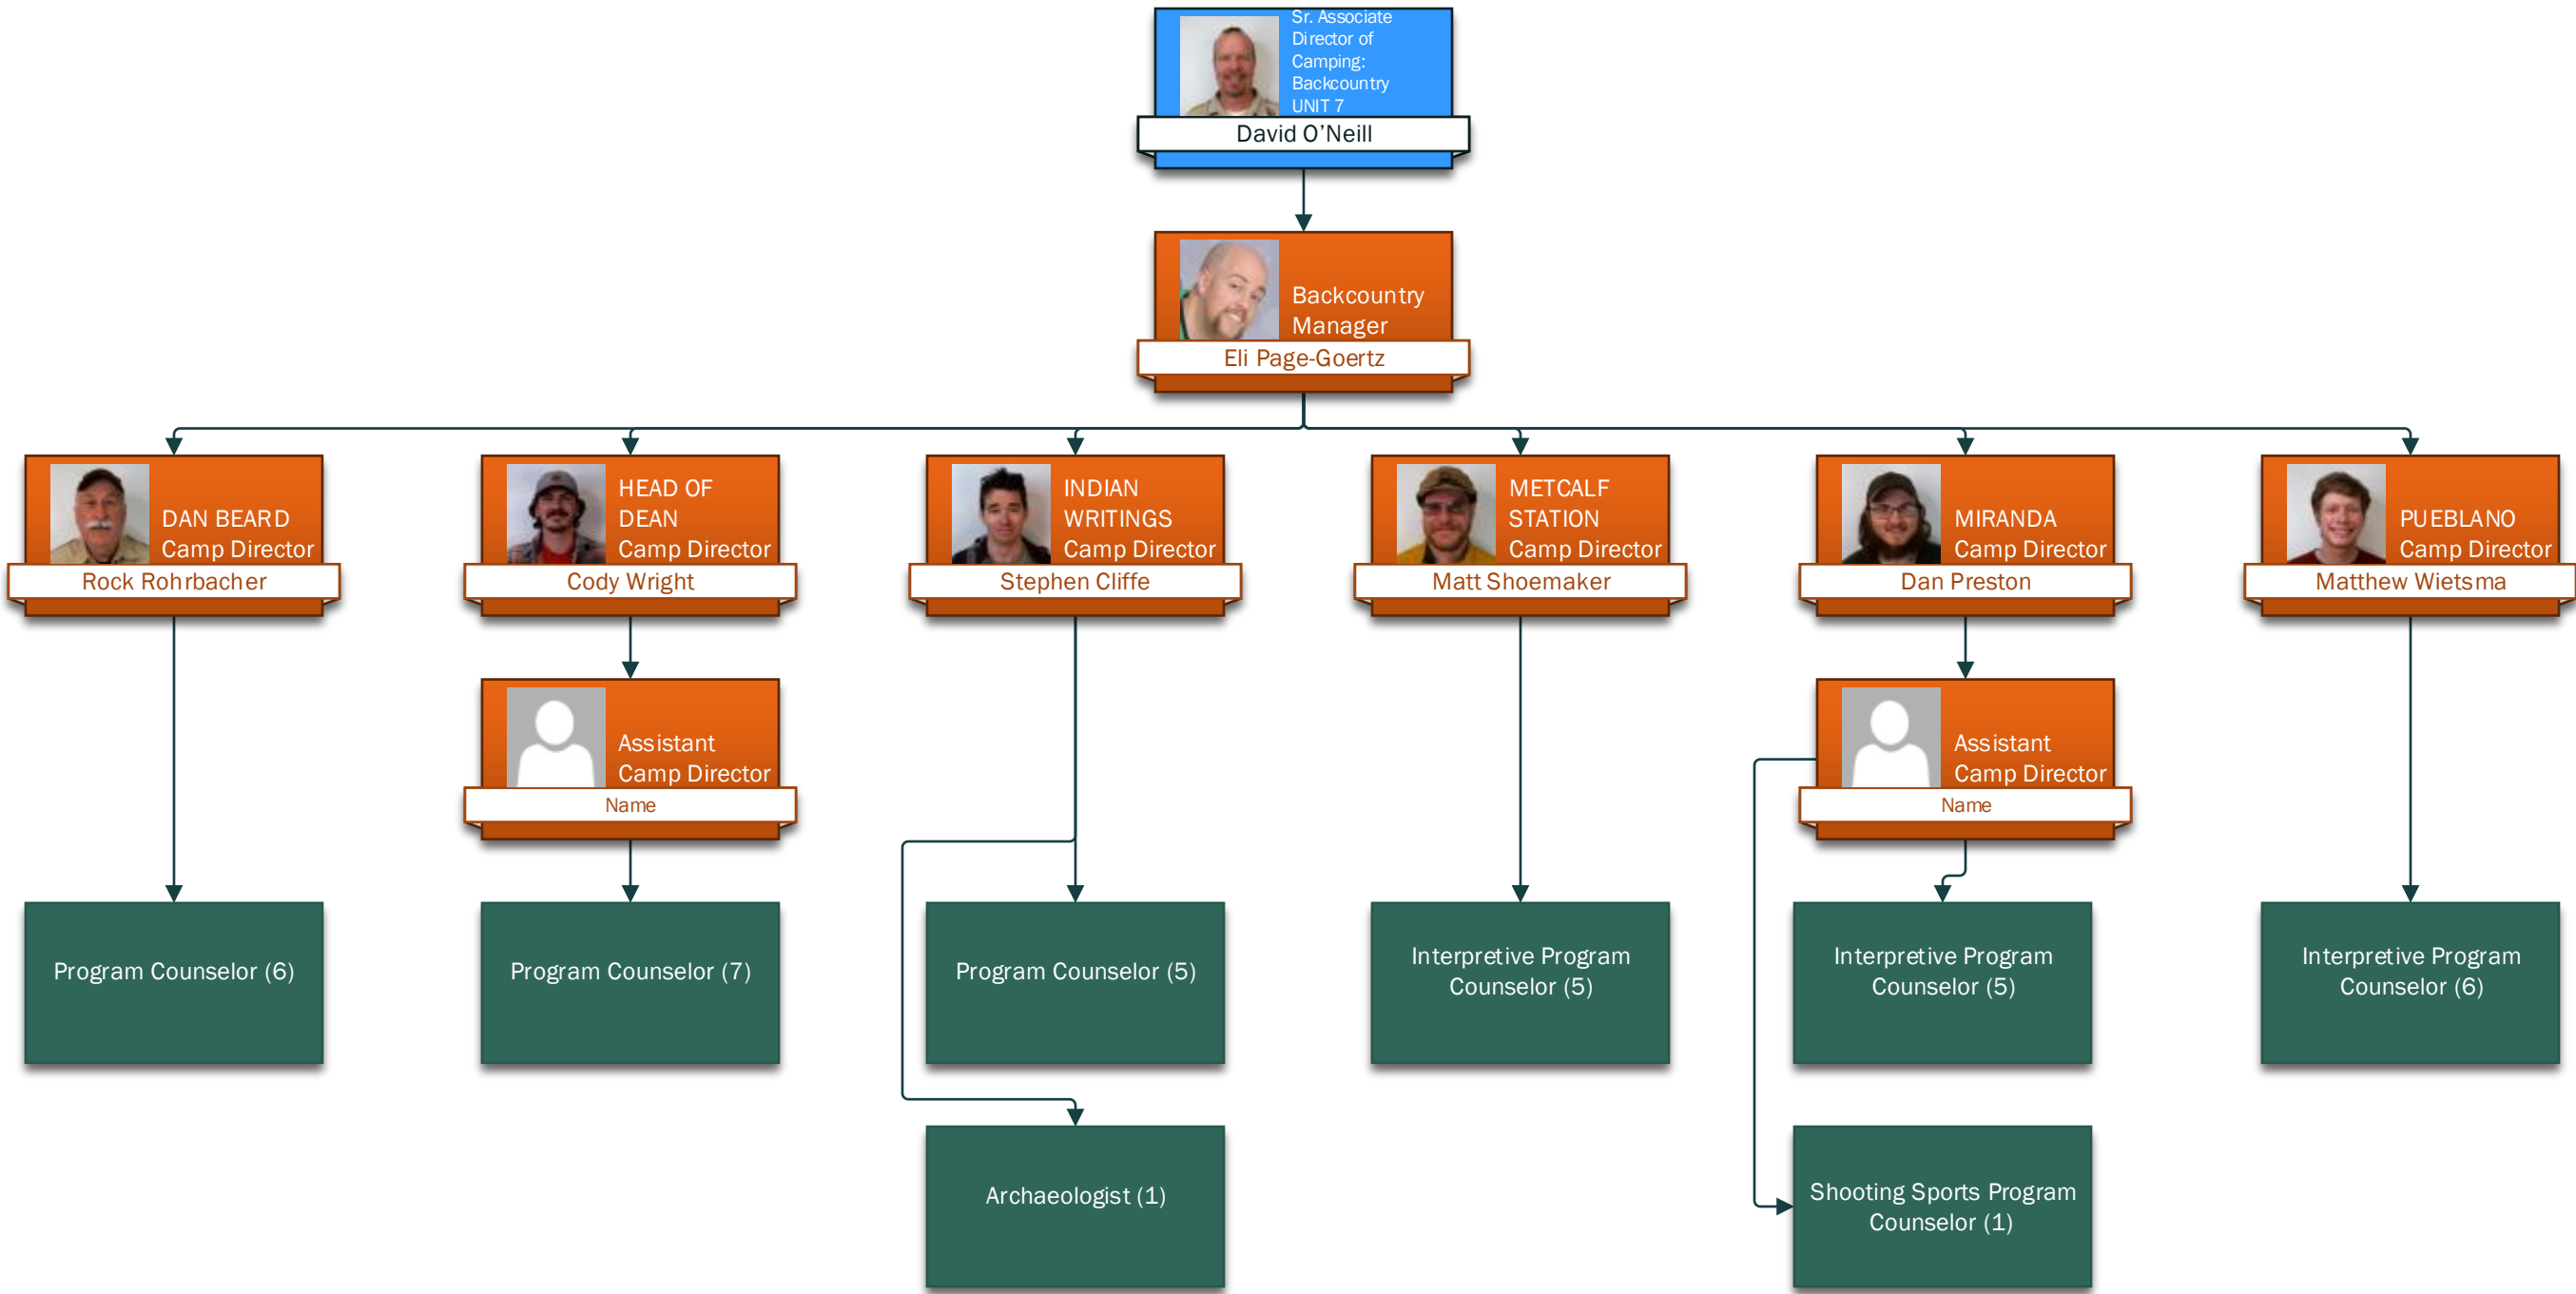 Sr. Associate
Director of
Camping:
Backcountry
UNIT 7
David O'Neill
Backcountry
Manager
Eli Page-Goertz
DAN BEARD
Camp Director
Rock Rohrbacher
HEAD OF
DEAN
Camp Director
Cody Wright
INDIAN
WRITINGS
Camp Director
Stephen Cliffe
METCALF
STATION
Camp Director
Matt Shoemaker
MIRANDA
Camp Director
Dan Preston
PUEBLANO
Camp Director
Matthew Wietsma
Assistant
Camp Director
Name
Assistant
Camp Director
Name
Program Counselor (6)
Program Counselor (7)
Program Counselor (5)
Interpretive Program
Counselor (5)
Interpretive Program
Counselor (5)
Interpretive Program
Counselor (6)
Archaeologist (1)
Shooting Sports Program
Counselor (1)